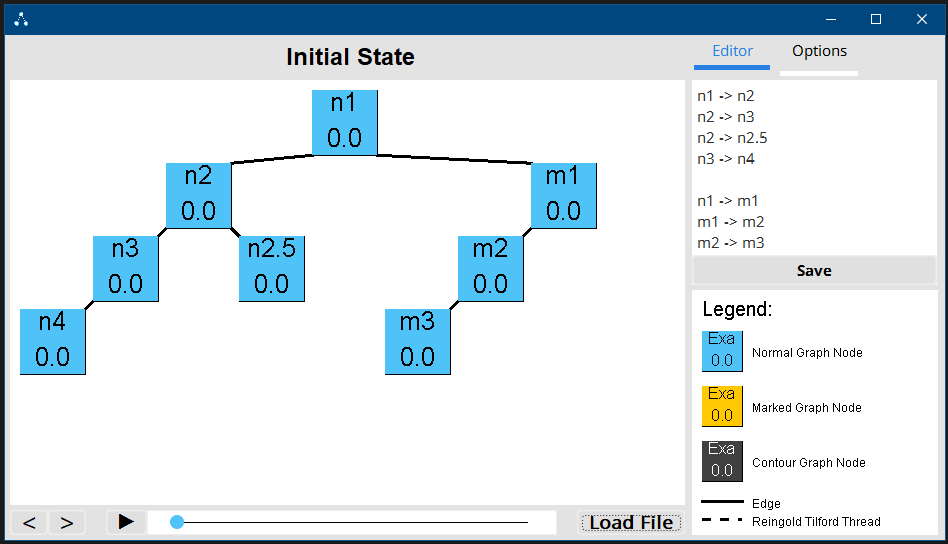 Initial State
Editor
Options
n1
0.0
n2
0.0
m1
0.0
n3
0.0
n2.5
0.0
m2
0.0
n4
0.0
m3
0.0
n1 -> n2
n2 -> n3
n2 -> n2.5
n3 -> n4
n1 -> m1
m1 -> m2
m2 -> m3
Save
Legend:
Exa
0.0
Normal Graph Node
Exa
0.0
Marked Graph Node
Exa
0.0
Contour Graph Node
Edge
Reingold Tilford Thread
< >
Load File